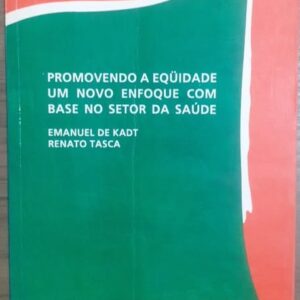 PROMOVENDO A EQÜIDADE
UM NOVO ENFOQUE COM
BASE NO SETOR DA SAÚDE
EMANUEL DE KADT
RENATO TASCA